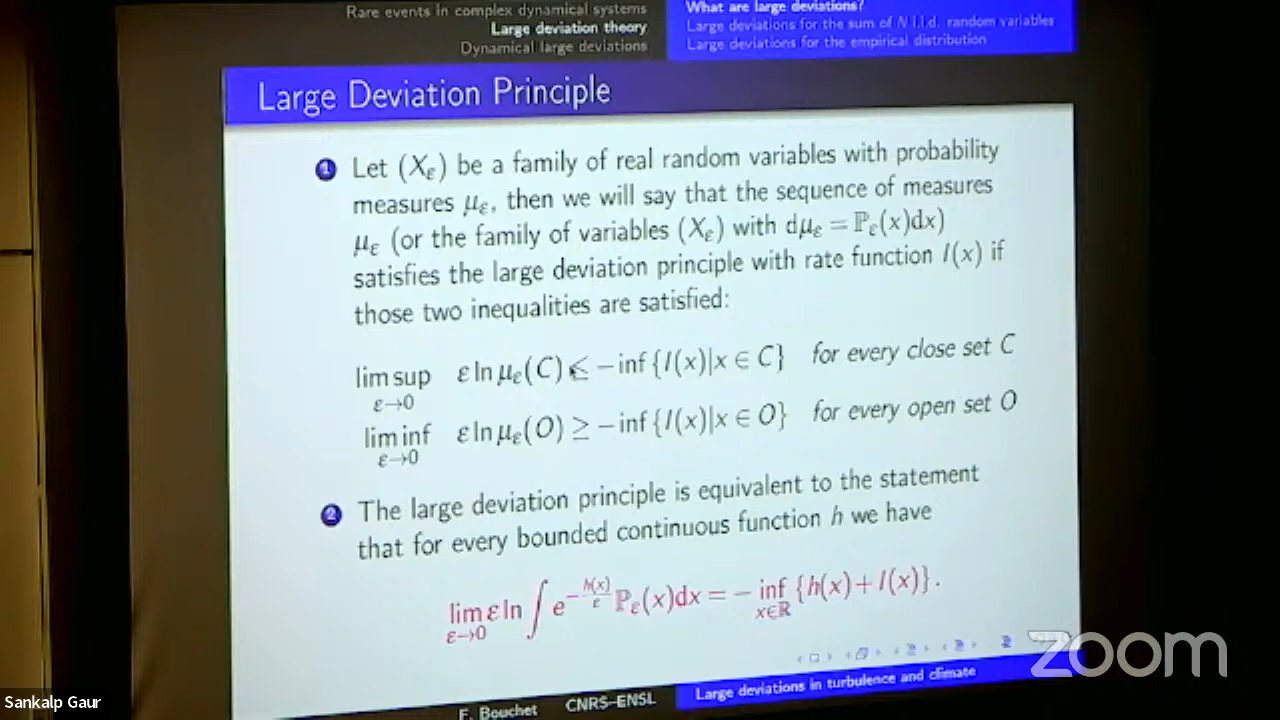 Rare events in complex dynamical systems
Large deviation theory
Dynamical large deviations
What are large deviations?
Large deviations for the sum of N i.i.d. random variables
Large deviations for the empirical distribution
Large Deviation Principle
1 Let (Xε) be a family of real random variables with probability
measures με, then we will say that the sequence of measures
με (or the family of variables (Xε) with dμε = ℙε(x)dx)
satisfies the large deviation principle with rate function I(x) if
those two inequalities are satisfied:
lim sup ε→0 ε ln με(C) ≤ −inf {I(x)|x ∈ C} for every close set C
lim inf ε→0 ε ln με(O) ≥ −inf {I(x)|x ∈ O} for every open set O
2 The large deviation principle is equivalent to the statement
that for every bounded continuous function h we have
lim ε→0 ε ln ∫ e^{−h(x)/ε} ℙε(x)dx = − inf x∈ℝ {h(x)+I(x)}.
zoom
F. Bouchet CNRS–ENSL
Large deviations in turbulence and climate
Sankalp Gaur